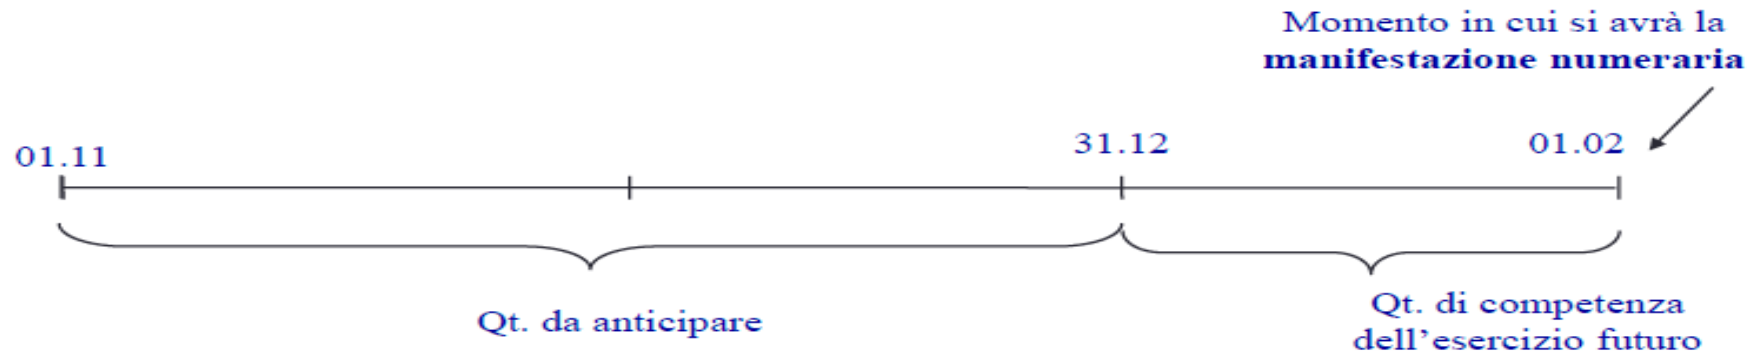 Momento in cui si avrà la
manifestazione numeraria
01.11
31.12
01.02
Qt. da anticipare
Qt. di competenza
dell’esercizio futuro